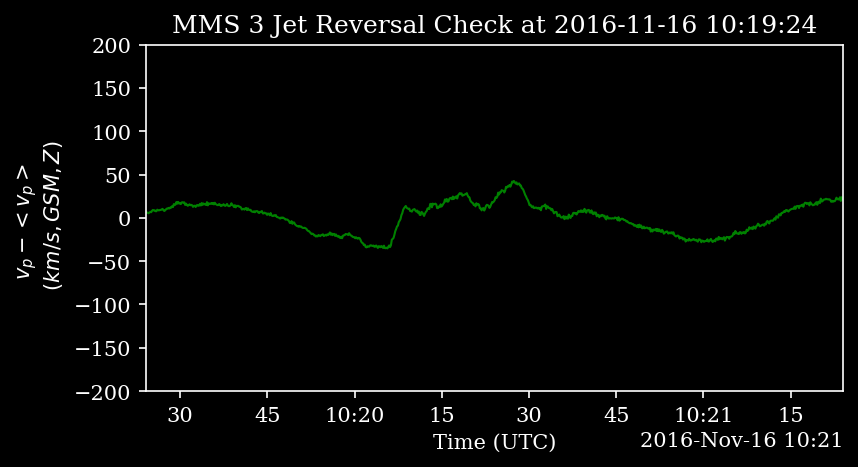 MMS 3 Jet Reversal Check at 2016-11-16 10:19:24
v_p − < v_p >
(km/s, GSM, Z)
200
150
100
50
0
−50
−100
−150
−200
30 45 10:20 15 30 45 10:21 15
Time (UTC)
2016-Nov-16 10:21